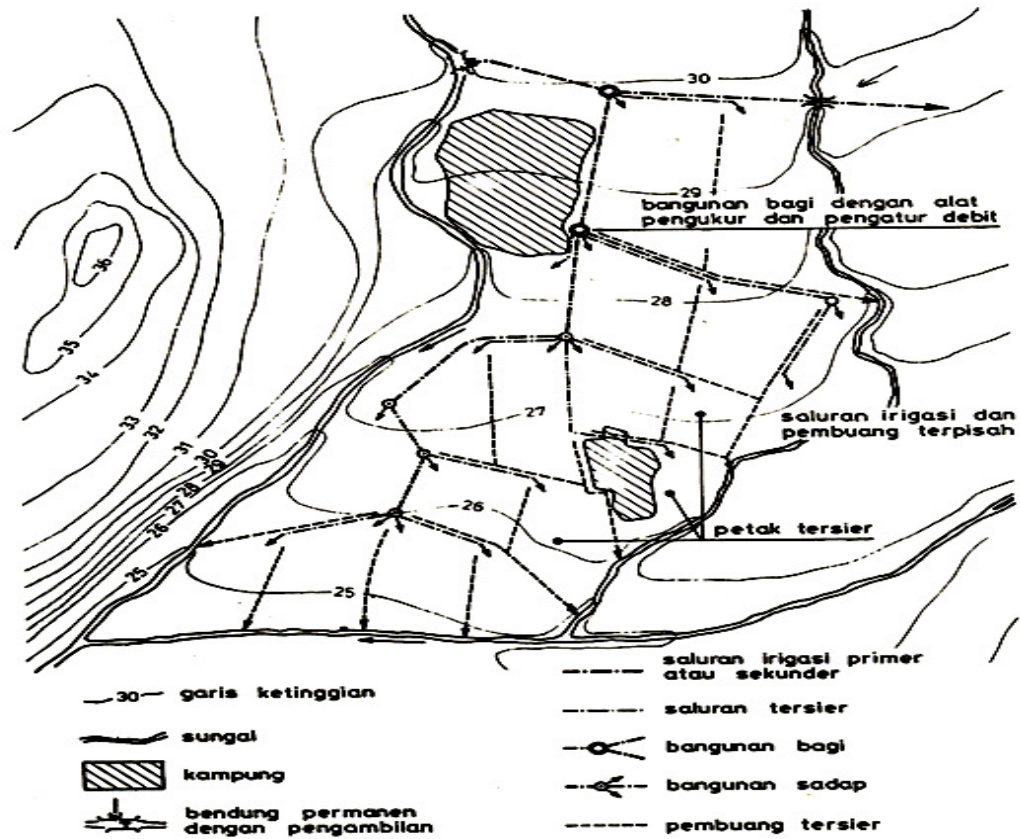 30
29
bangunan bagi dengan alat
pengukur dan pengatur debit
28
36
35
34
33
32
31
30
28
27
26
25
27
saluran irigasi dan
pembuang terpisah
26
petak tersier
25
30 garis ketinggian
sungai
kampung
bendung permanen
dengan pengambilan
saluran irigasi primer
atau sekunder
saluran tersier
bangunan bagi
bangunan sadap
pembuang tersier